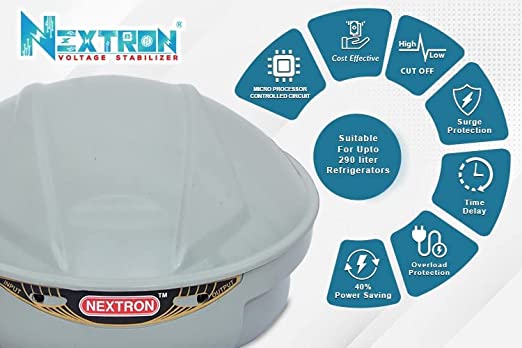 NEXTRON®
VOLTAGE STABILIZER
MICRO PROCESSOR
CONTROLLED CIRCUIT
Cost Effective
High
Low
CUT OFF
Surge
Protection
Time
Delay
Overload
Protection
40%
Power Saving
Suitable
For Upto
290 liter
Refrigerators
INPUT
NEXTRON™
OUTPUT